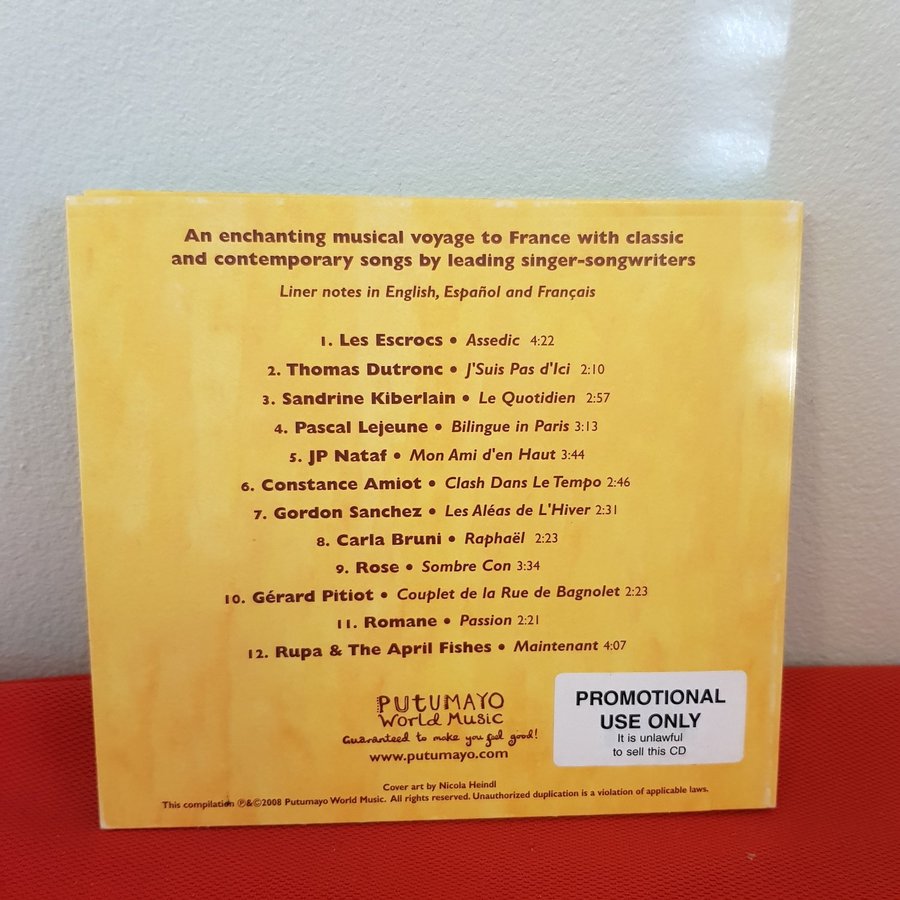 An enchanting musical voyage to France with classic
and contemporary songs by leading singer-songwriters
Liner notes in English, Español and Français
1. Les Escrocs • Assedic 4:22
2. Thomas Dutronc • J'Suis Pas d'Ici 2:10
3. Sandrine Kiberlain • Le Quotidien 2:57
4. Pascal Lejeune • Bilingue in Paris 3:13
5. JP Nataf • Mon Ami d'en Haut 3:44
6. Constance Amiot • Clash Dans Le Tempo 2:46
7. Gordon Sanchez • Les Aléas de L'Hiver 2:31
8. Carla Bruni • Raphaël 2:23
9. Rose • Sombre Con 3:34
10. Gérard Pitiot • Couplet de la Rue de Bagnolet 2:23
11. Romane • Passion 2:21
12. Rupa & The April Fishes • Maintenant 4:07
PUTUMAYO
World Music
Guaranteed to make you feel good!
www.putumayo.com
PROMOTIONAL
USE ONLY
It is unlawful
to sell this CD
Cover art by Nicola Heindl
This compilation ℗&©2008 Putumayo World Music. All rights reserved. Unauthorized duplication is a violation of applicable laws.